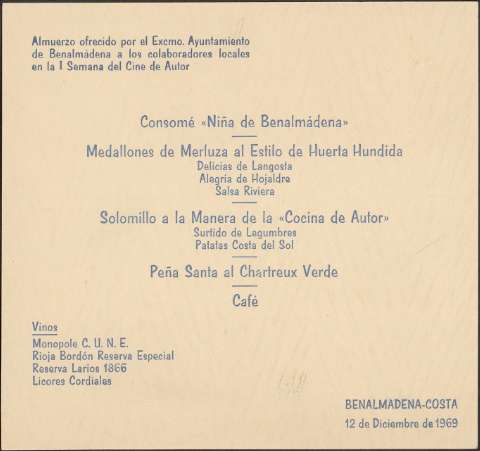 Almuerzo ofrecido por el Excmo. Ayuntamiento
de Benalmádena a los colaboradores locales
en la I Semana del Cine de Autor
Consomé «Niña de Benalmádena»
Medallones de Merluza al Estilo de Huerta Hundida
Delicias de Langosta
Alegria de Hojaldre
Salsa Riviera
Solomillo a la Manera de la «Cocina de Autor»
Surtido de Legumbres
Patatas Costa del Sol
Peña Santa al Chartreux Verde
Café
Vinos
Monopole C. U. N. E.
Rioja Bordón Reserva Especial
Reserva Larios 1866
Licores Cordiales
BENALMADENA-COSTA
12 de Diciembre de 1969